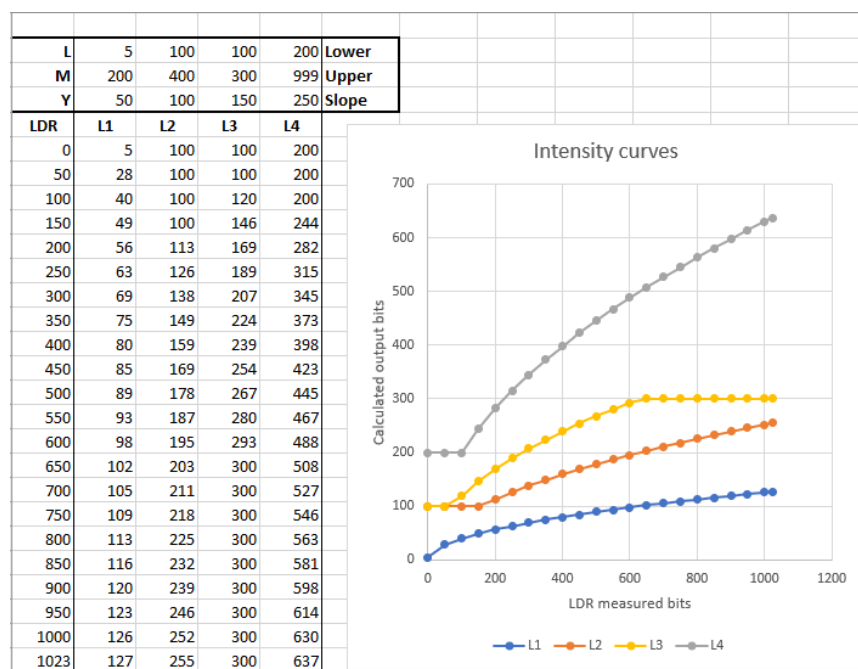 L 5 100 100 200 Lower
M 200 400 300 999 Upper
Y 50 100 150 250 Slope
LDR L1 L2 L3 L4
0 5 100 100 200
50 28 100 100 200
100 40 100 120 200
150 49 100 146 244
200 56 113 169 282
250 63 126 189 315
300 69 138 207 345
350 75 149 224 373
400 80 159 239 398
450 85 169 254 423
500 89 178 267 445
550 93 187 280 467
600 98 195 293 488
650 102 203 300 508
700 105 211 300 527
750 109 218 300 546
800 113 225 300 563
850 116 232 300 581
900 120 239 300 598
950 123 246 300 614
1000 126 252 300 630
1023 127 255 300 637
Intensity curves
700
600
500
400
300
200
100
0
Calculated output bits
0 200 400 600 800 1000 1200
LDR measured bits
L1 L2 L3 L4